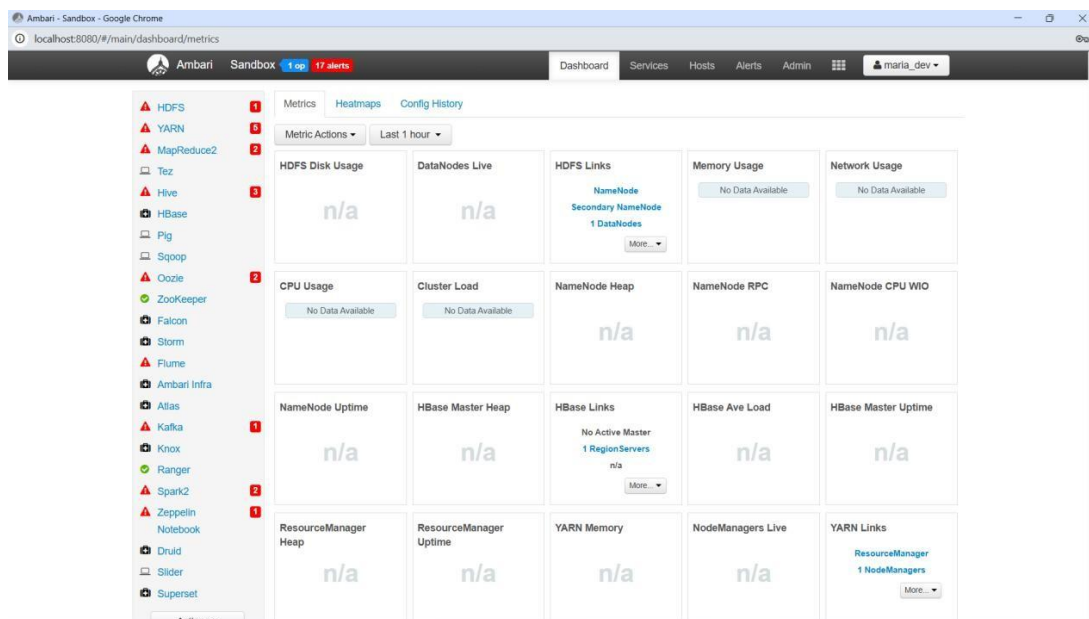 Ambari - Sandbox - Google Chrome
localhost:8080/#/main/dashboard/metrics
Ambari Sandbox 1 op 17 alerts Dashboard Services Hosts Alerts Admin maria_dev
HDFS 1
YARN 5
MapReduce2 2
Tez
Hive 3
HBase
Pig
Sqoop
Oozie 2
ZooKeeper
Falcon
Storm
Flume
Ambari Infra
Atlas
Kafka 1
Knox
Ranger
Spark2 2
Zeppelin 1
Notebook
Druid
Slider
Superset
Metrics Heatmaps Config History
Metric Actions Last 1 hour
HDFS Disk Usage
n/a
DataNodes Live
n/a
HDFS Links
NameNode
Secondary NameNode
1 DataNodes
More...
Memory Usage
No Data Available
Network Usage
No Data Available
CPU Usage
No Data Available
Cluster Load
No Data Available
NameNode Heap
n/a
NameNode RPC
n/a
NameNode CPU WIO
n/a
NameNode Uptime
n/a
HBase Master Heap
n/a
HBase Links
No Active Master
1 RegionServers
n/a
More...
HBase Ave Load
n/a
HBase Master Uptime
n/a
ResourceManager
Heap
n/a
ResourceManager
Uptime
n/a
YARN Memory
n/a
NodeManagers Live
n/a
YARN Links
ResourceManager
1 NodeManagers
More...